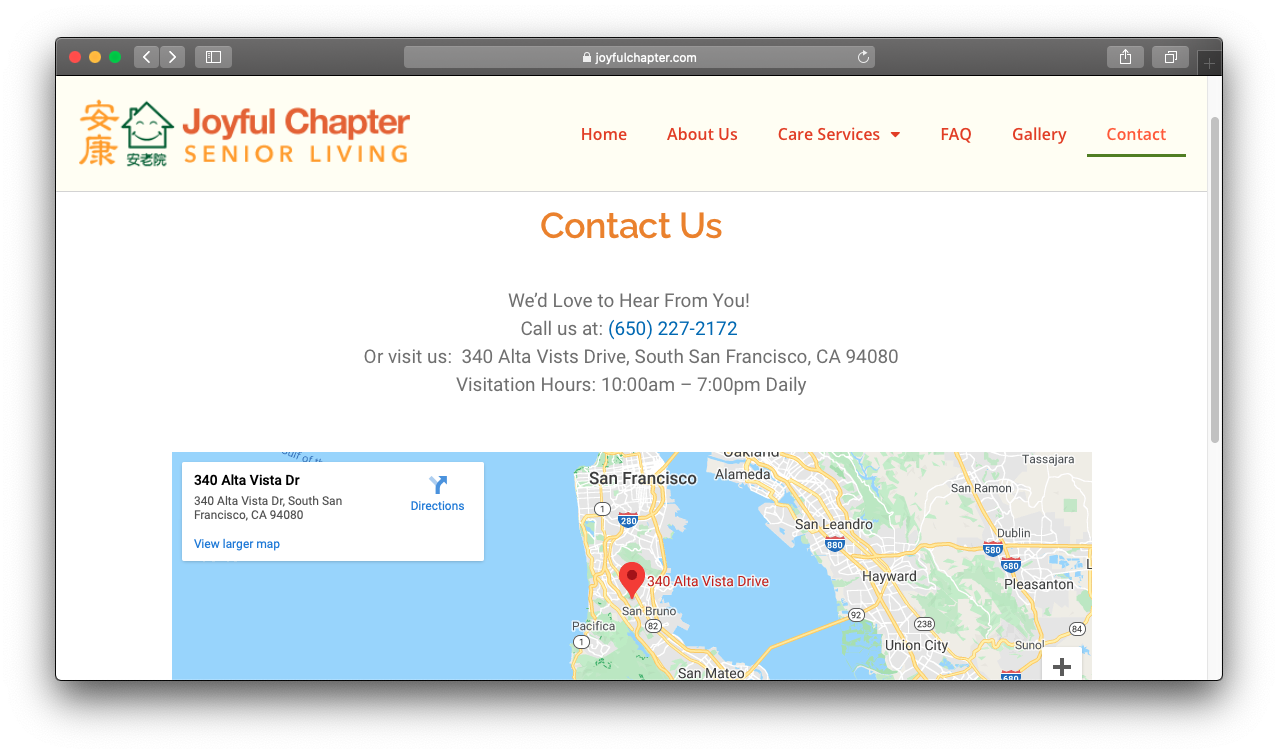 joyfulchapter.com
安康
安老院
Joyful Chapter
SENIOR LIVING
Home
About Us
Care Services
FAQ
Gallery
Contact
Contact Us
We’d Love to Hear From You!
Call us at: (650) 227-2172
Or visit us: 340 Alta Vists Drive, South San Francisco, CA 94080
Visitation Hours: 10:00am – 7:00pm Daily
340 Alta Vista Dr
340 Alta Vista Dr, South San
Francisco, CA 94080
View larger map
Directions
Gulf of th
Oakland
Tassajara
San Francisco
Alameda
San Ramon
1
280
San Leandro
880
Dublin
580
680
340 Alta Vista Drive
Hayward
Pleasanton
L
San Bruno
92
Pacifica
82
238
84
1
Union City
Sunol
San Mateo
680